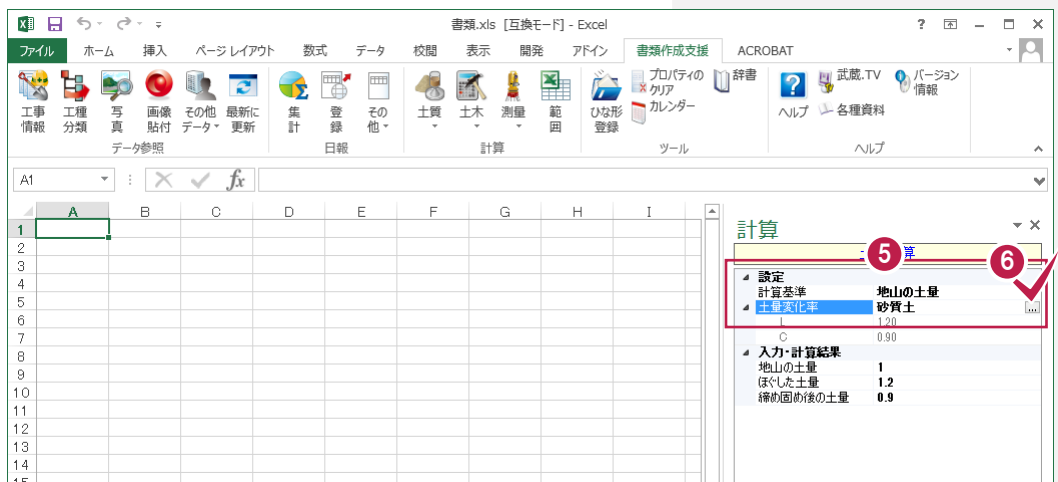 書類.xls [互換モード] - Excel
ファイル ホーム 挿入 ページ レイアウト 数式 データ 校閲 表示 開発 アドイン 書類作成支援 ACROBAT
工事情報 工種分類 写真 画像貼付 その他データ 最新に更新 集計 登録 その他 土質 土木 測量 範囲 ひな形登録 プロパティのクリア カレンダー 辞書 ヘルプ 武蔵.TV 各種資料 バージョン情報
データ参照 日報 計算 ツール ヘルプ
A1 fx
A B C D E F G H I
計算
1
2
3
4
5
6
7
8
9
10
11
12
13
14
15
算
5
6
設定
計算基準 地山の土量
土量変化率 砂質土 ...
L 1.20
C 0.90
入力・計算結果
地山の土量 1
ほぐした土量 1.2
締め固め後の土量 0.9